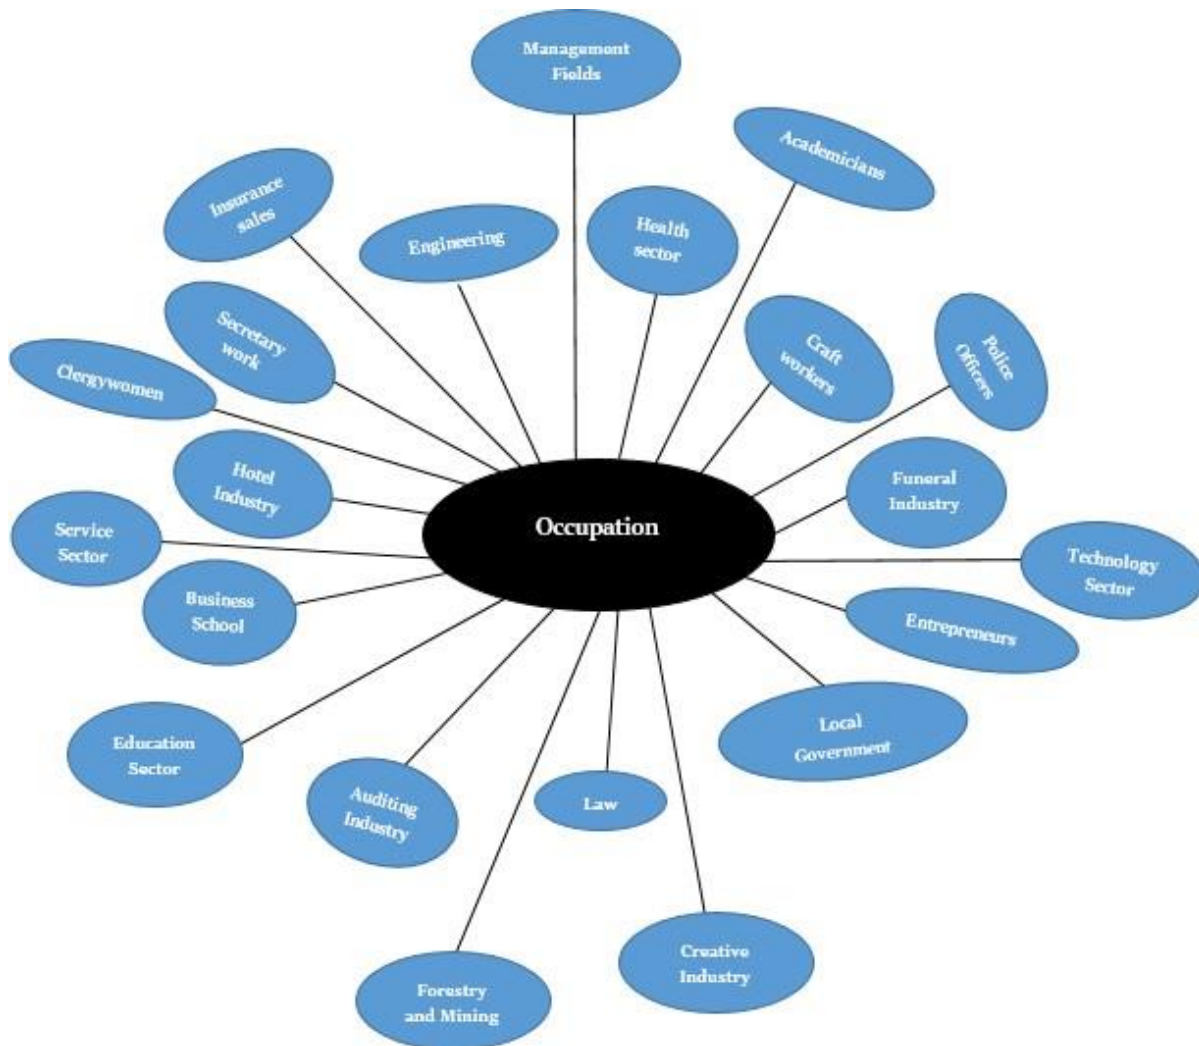 Management
Fields
Academicians
Insurance
sales
Engineering
Health
sector
Secretary
work
Craft
workers
Police
Officers
Clergywomen
Hotel
Industry
Funeral
Industry
Occupation
Service
Sector
Technology
Sector
Business
School
Entrepreneurs
Local
Government
Education
Sector
Auditing
Industry
Law
Creative
Industry
Forestry
and Mining